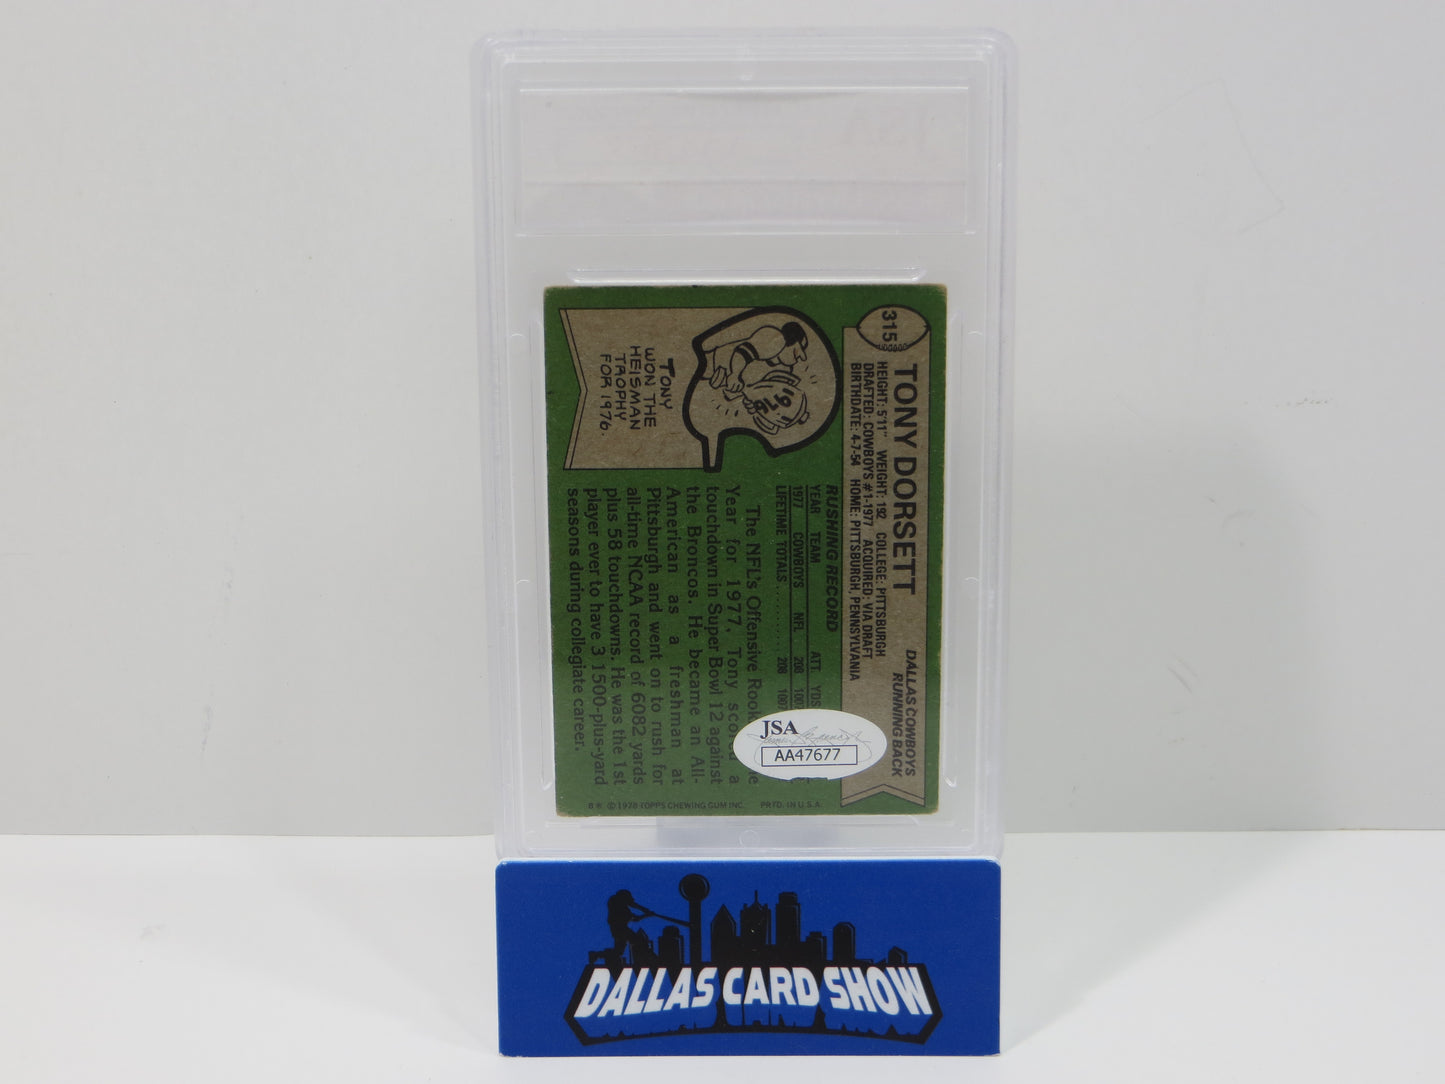 315
TONY DORSETT
DALLAS COWBOYS
RUNNING BACK
HEIGHT: 5'11" WEIGHT: 192 COLLEGE: PITTSBURGH
DRAFTED: COWBOYS #1-1977 ACQUIRED: VIA DRAFT
BIRTHDATE: 4-7-54 HOME: PITTSBURGH, PENNSYLVANIA
1976
TONY
WON THE
HEISMAN
TROPHY
FOR 1976.
RUSHING RECORD
YEAR TEAM ATT. YDS
1977 COWBOYS NFL 208
LIFETIME TOTALS 208 1007
The NFL's Offensive
Year for 1977, Tony a
touchdown in Super Bowl 12 against
the Broncos. He became an All-
American as a freshman at
Pittsburgh and went on to rush for
all-time NCAA record of 6082 yards
plus 58 touchdowns. He was the 1st
player ever to have 3 1500-plus-yard
seasons during collegiate career.
B* © 1978 TOPPS CHEWING GUM INC. PRTD. IN U.S.A.
JSA
AA47677
DALLAS CARD SHOW